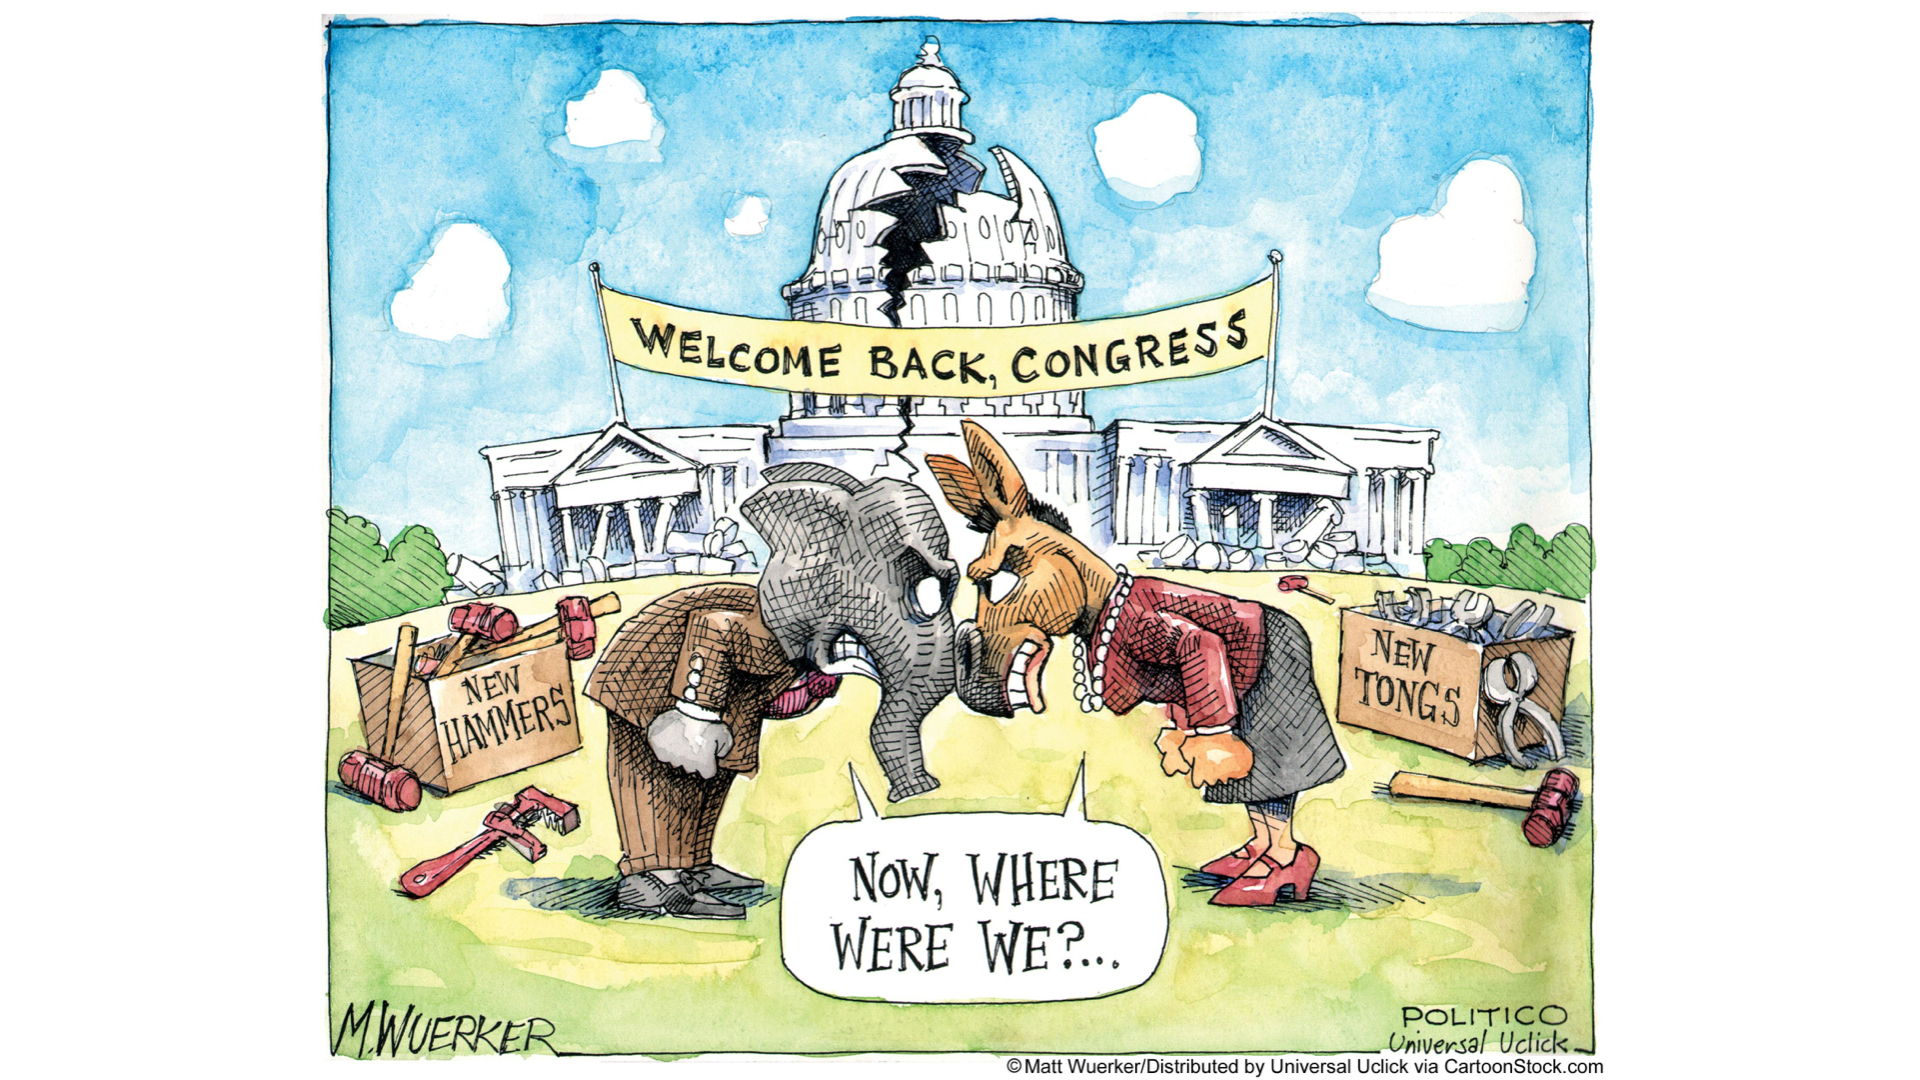 WELCOME BACK, CONGRESS
NEW
HAMMERS
NEW
TONGS
NOW, WHERE
WERE WE?...
M.WUERKER
POLITICO
Universal Uclick
©Matt Wuerker/Distributed by Universal Uclick via CartoonStock.com